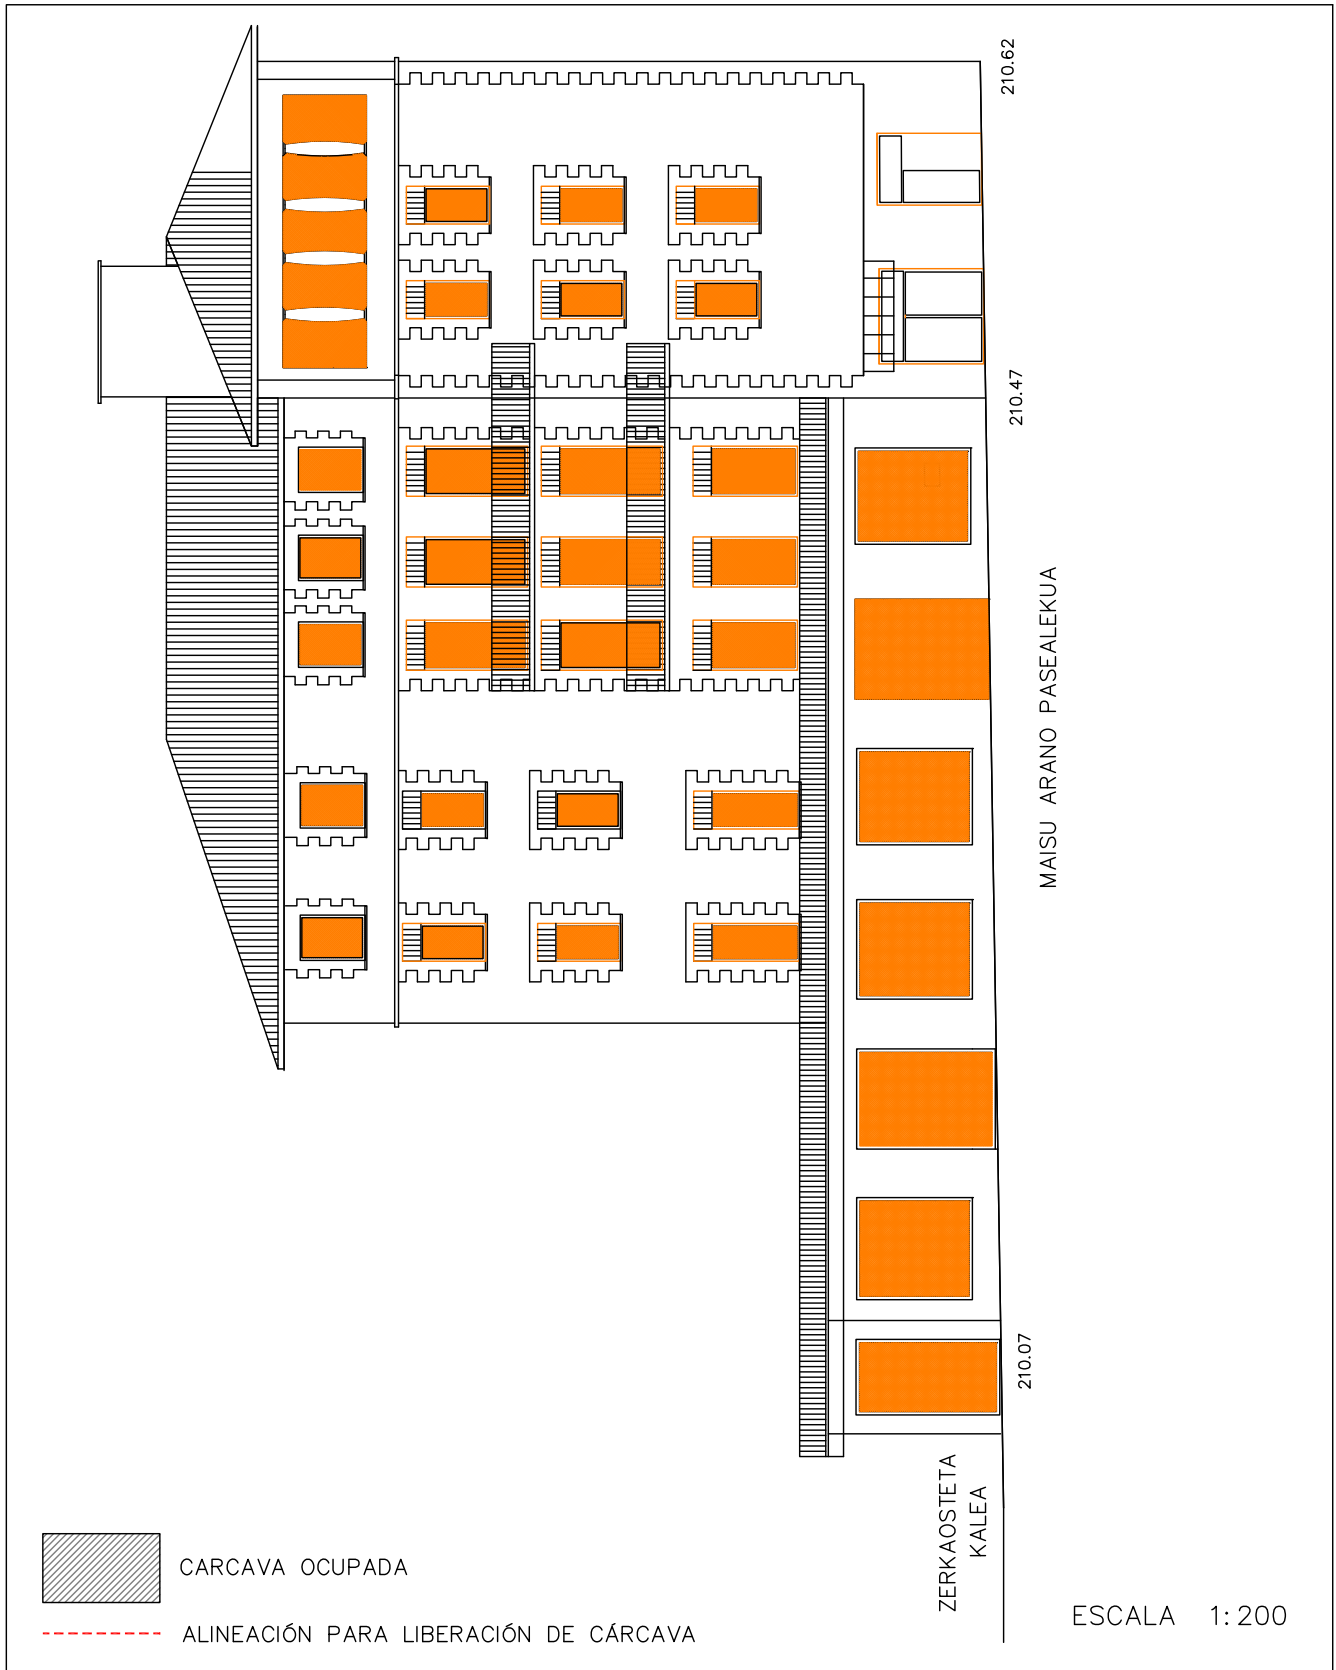 210.62
210.47
MAISU ARANO PASEALEKUA
210.07
ZERKAOSTETA
KALEA
CARCAVA OCUPADA
ALINEACIÓN PARA LIBERACIÓN DE CÁRCAVA
ESCALA 1:200